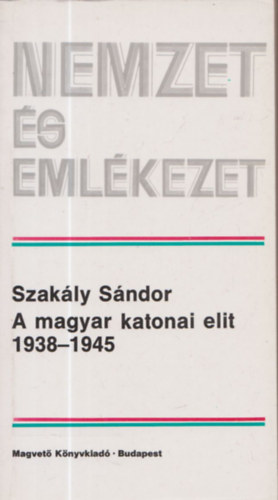 NEMZET
ÉS
EMLÉKEZET
Szakály Sándor
A magyar katonai elit
1938–1945
Magvető Könyvkiadó · Budapest